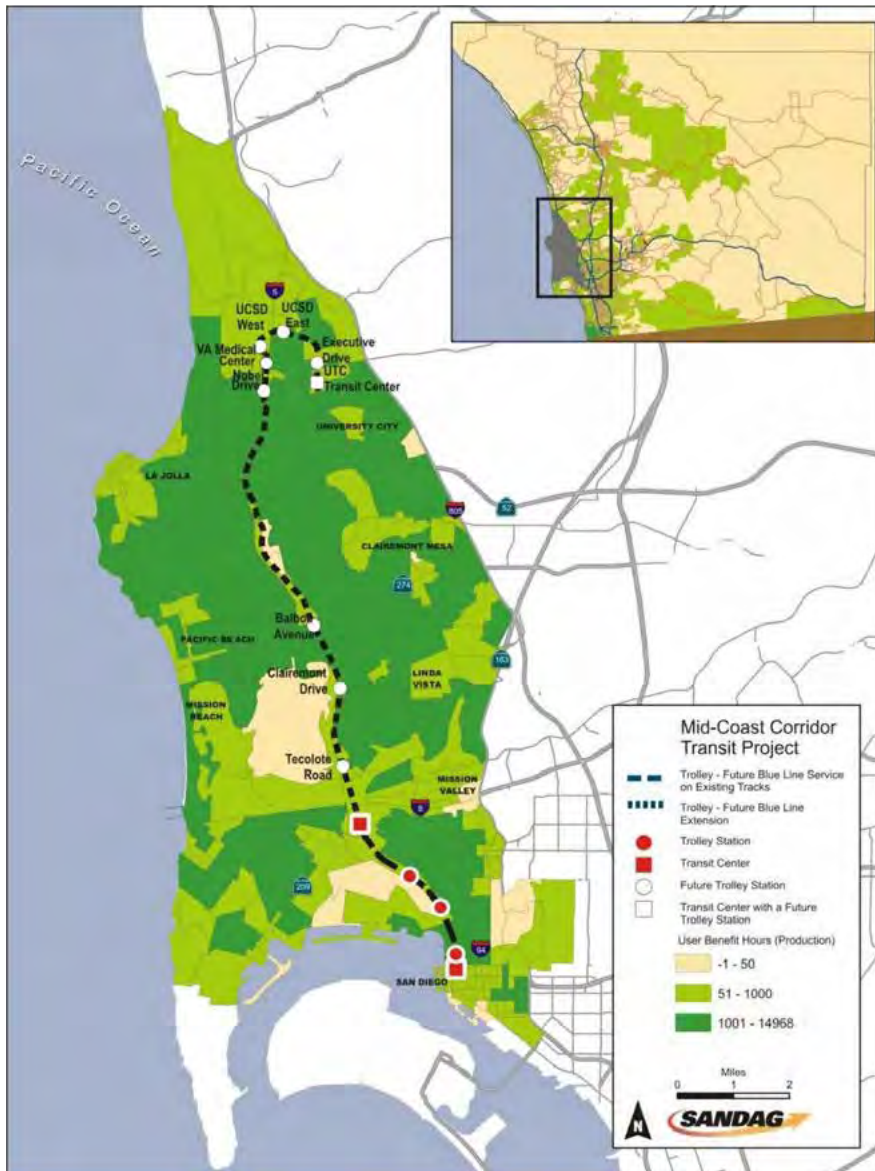 Pacific Ocean
5
UCSD
West
UCSD
East
VA Medical
Center
Nobel
Drive
Executive
Drive
UTC
Transit Center
UNIVERSITY CITY
LA JOLLA
805
52
CLAIREMONT MESA
274
Balboa
Avenue
PACIFIC BEACH
163
Clairemont
Drive
LINDA
VISTA
MISSION
BEACH
Tecolote
Road
MISSION
VALLEY
8
209
94
SAN DIEGO
Mid-Coast Corridor
Transit Project
Trolley - Future Blue Line Service
on Existing Tracks
Trolley - Future Blue Line
Extension
Trolley Station
Transit Center
Future Trolley Station
Transit Center with a Future
Trolley Station
User Benefit Hours (Production)
-1 - 50
51 - 1000
1001 - 14968
Miles
0 1 2
N
SANDAG